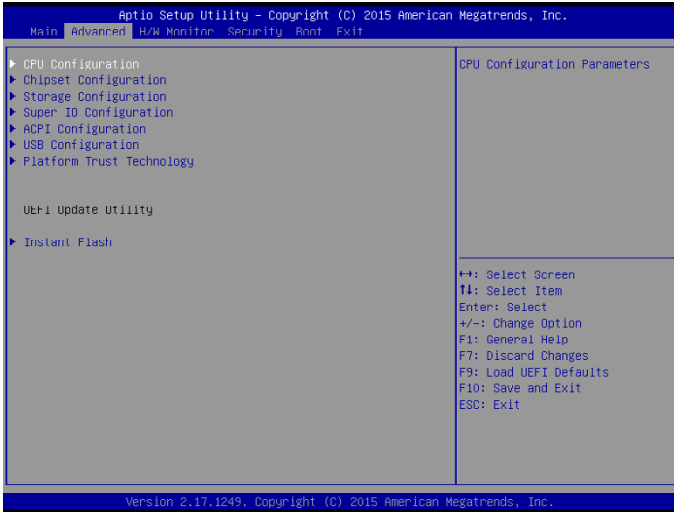 Aptio Setup Utility – Copyright (C) 2015 American Megatrends, Inc.
Main Advanced H/W Monitor Security Boot Exit
CPU Configuration
Chipset Configuration
Storage Configuration
Super IO Configuration
ACPI Configuration
USB Configuration
Platform Trust Technology
UEFI Update Utility
Instant Flash
CPU Configuration Parameters
↔: Select Screen
↑↓: Select Item
Enter: Select
+/-: Change Option
F1: General Help
F7: Discard Changes
F9: Load UEFI Defaults
F10: Save and Exit
ESC: Exit
Version 2.17.1249. Copyright (C) 2015 American Megatrends, Inc.